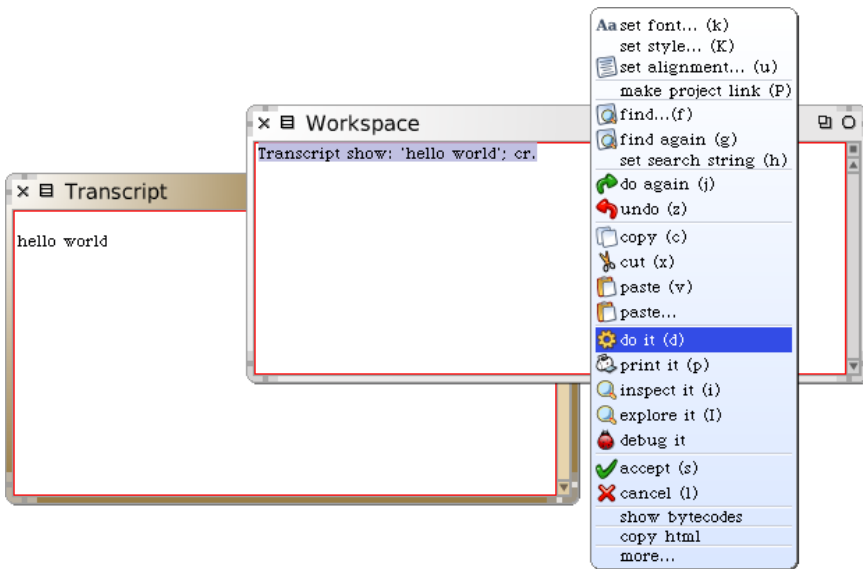 Transcript
hello world
Workspace
Transcript show: 'hello world'; cr.
Aa set font... (k)
set style... (K)
set alignment... (u)
make project link (P)
find...(f)
find again (g)
set search string (h)
do again (j)
undo (z)
copy (c)
cut (x)
paste (v)
paste...
do it (d)
print it (p)
inspect it (i)
explore it (I)
debug it
accept (s)
cancel (l)
show bytecodes
copy html
more...